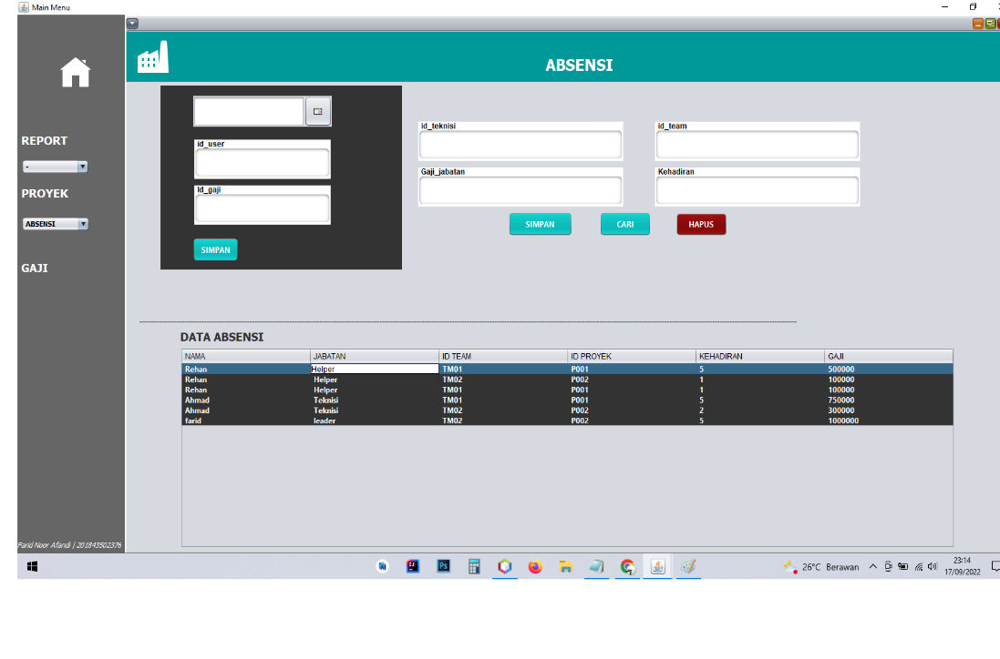 Main Menu
ABSENSI
REPORT
-
PROYEK
ABSENSI
GAJI
id_user
Id_gaji
SIMPAN
id_teknisi
id_team
Gaji_jabatan
Kehadiran
SIMPAN CARI HAPUS
DATA ABSENSI
NAMA JABATAN ID TEAM ID PROYEK KEHADIRAN GAJI
Rehan Helper TM01 P001 5 500000
Rehan Helper TM02 P002 1 100000
Rehan Helper TM01 P001 1 100000
Ahmad Teknisi TM01 P001 5 750000
Ahmad Teknisi TM02 P002 2 300000
farid leader TM02 P002 5 1000000
Farid Noor Afandi | 201843502376
26°C Berawan
23:14
17/09/2022